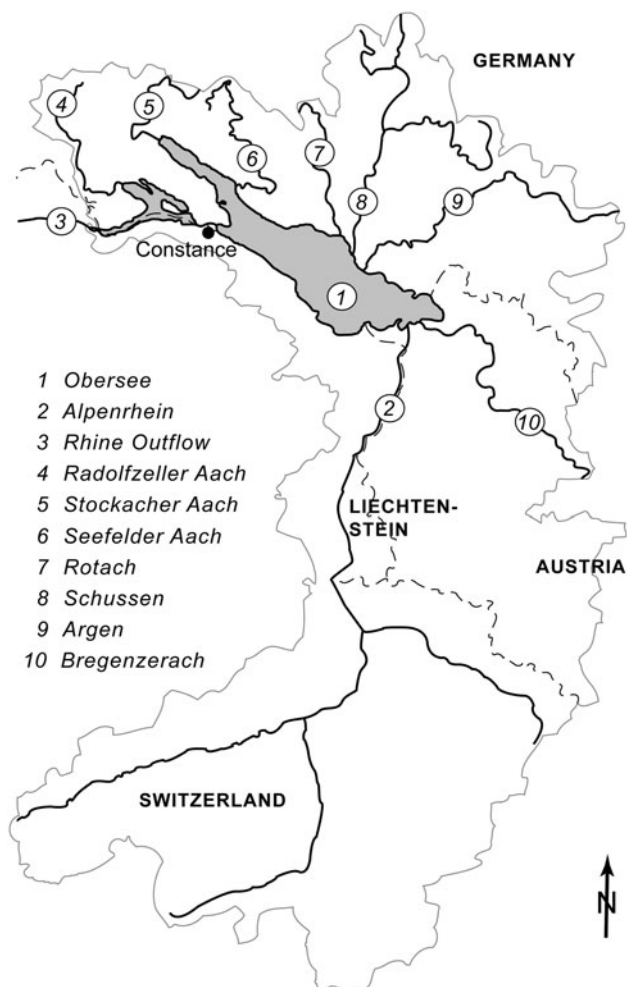 GERMANY
4
5
6
7
8
9
3
Constance
1
1 Obersee
2 Alpenrhein
3 Rhine Outflow
4 Radolfzeller Aach
5 Stockacher Aach
6 Seefelder Aach
7 Rotach
8 Schussen
9 Argen
10 Bregenzerach
2
10
LIECHTEN-
STEIN
AUSTRIA
SWITZERLAND
N